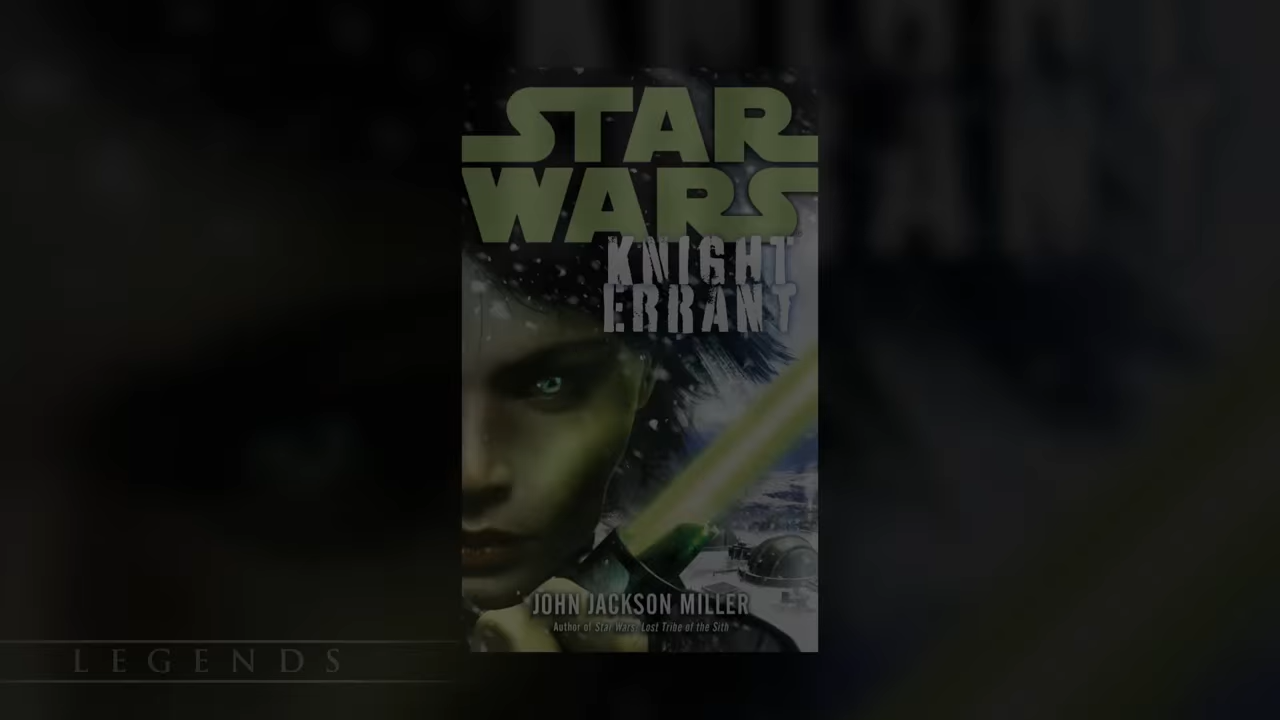 STAR
WARS
KNIGHT
ERRANT
JOHN JACKSON MILLER
Author of Star Wars: Lost Tribe of the Sith
LEGENDS